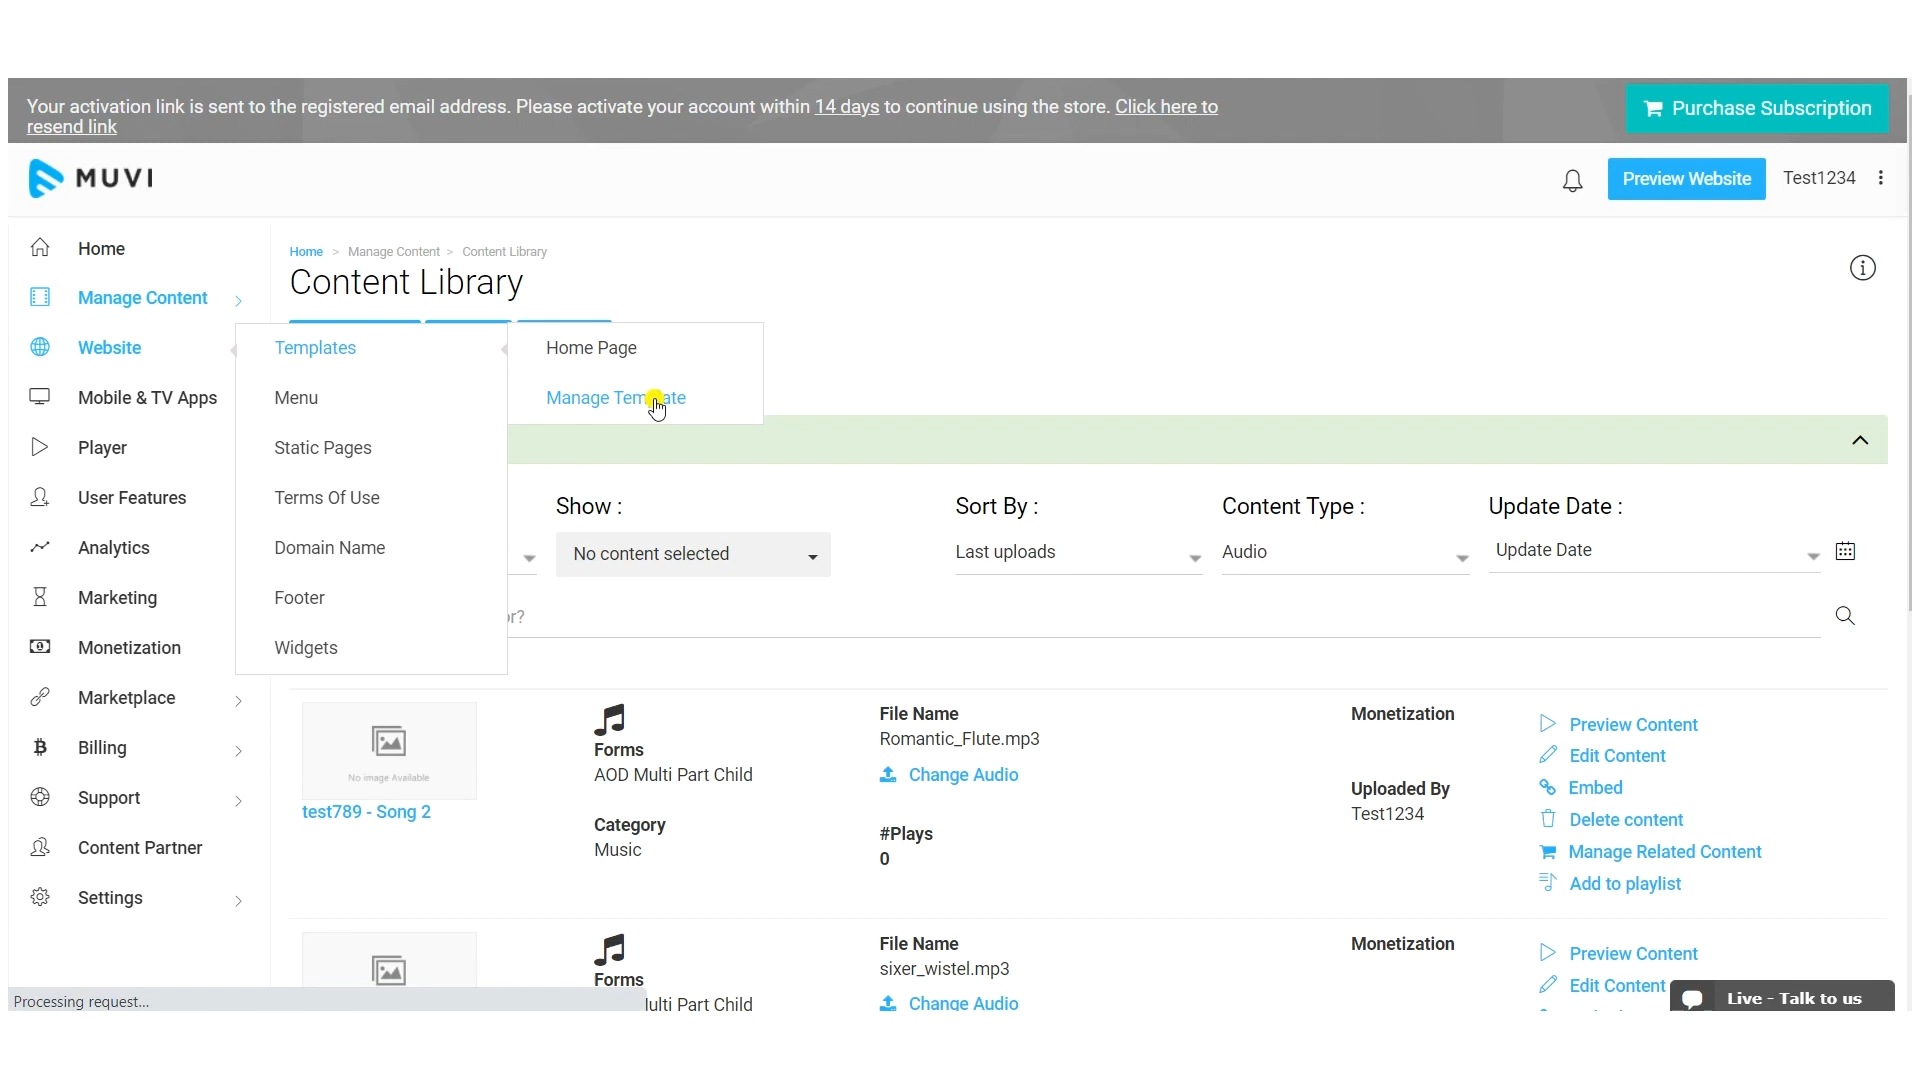 Your activation link is sent to the registered email address. Please activate your account within 14 days to continue using the store. Click here to
resend link
Purchase Subscription
MUVI
Preview Website
Test1234
Home
Manage Content
Website
Mobile & TV Apps
Player
User Features
Analytics
Marketing
Monetization
Marketplace
Billing
Support
Content Partner
Settings
Home > Manage Content > Content Library
Content Library
Templates
Menu
Static Pages
Terms Of Use
Domain Name
Footer
Widgets
Home Page
Manage Template
Show :
No content selected
Sort By :
Last uploads
Content Type :
Audio
Update Date :
Update Date
or?
No image Available
test789 - Song 2
Forms
AOD Multi Part Child
Category
Music
File Name
Romantic_Flute.mp3
Change Audio
#Plays
0
Monetization
Uploaded By
Test1234
Preview Content
Edit Content
Embed
Delete content
Manage Related Content
Add to playlist
Forms
ulti Part Child
File Name
sixer_wistel.mp3
Change Audio
Monetization
Preview Content
Edit Content
Live - Talk to us
Processing request...